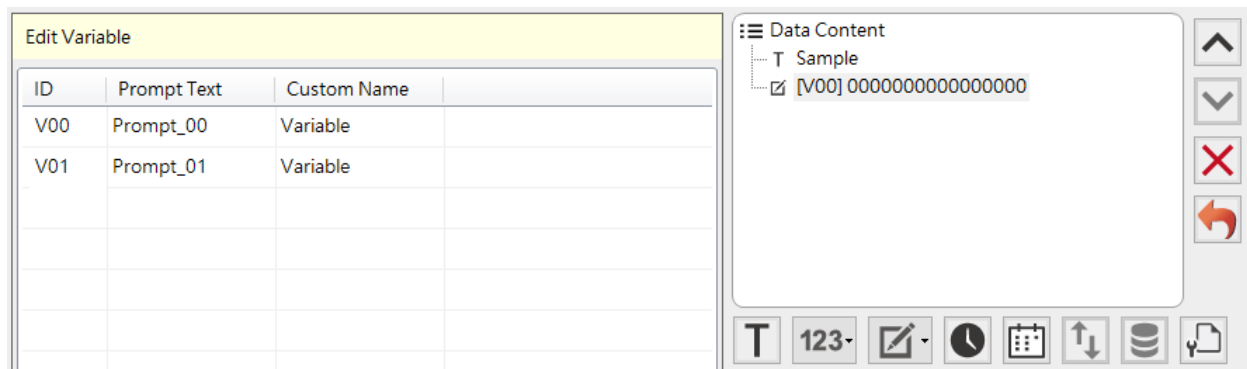 Edit Variable
ID Prompt Text Custom Name
V00 Prompt_00 Variable
V01 Prompt_01 Variable
Data Content
T Sample
[V00] 0000000000000000
T 123